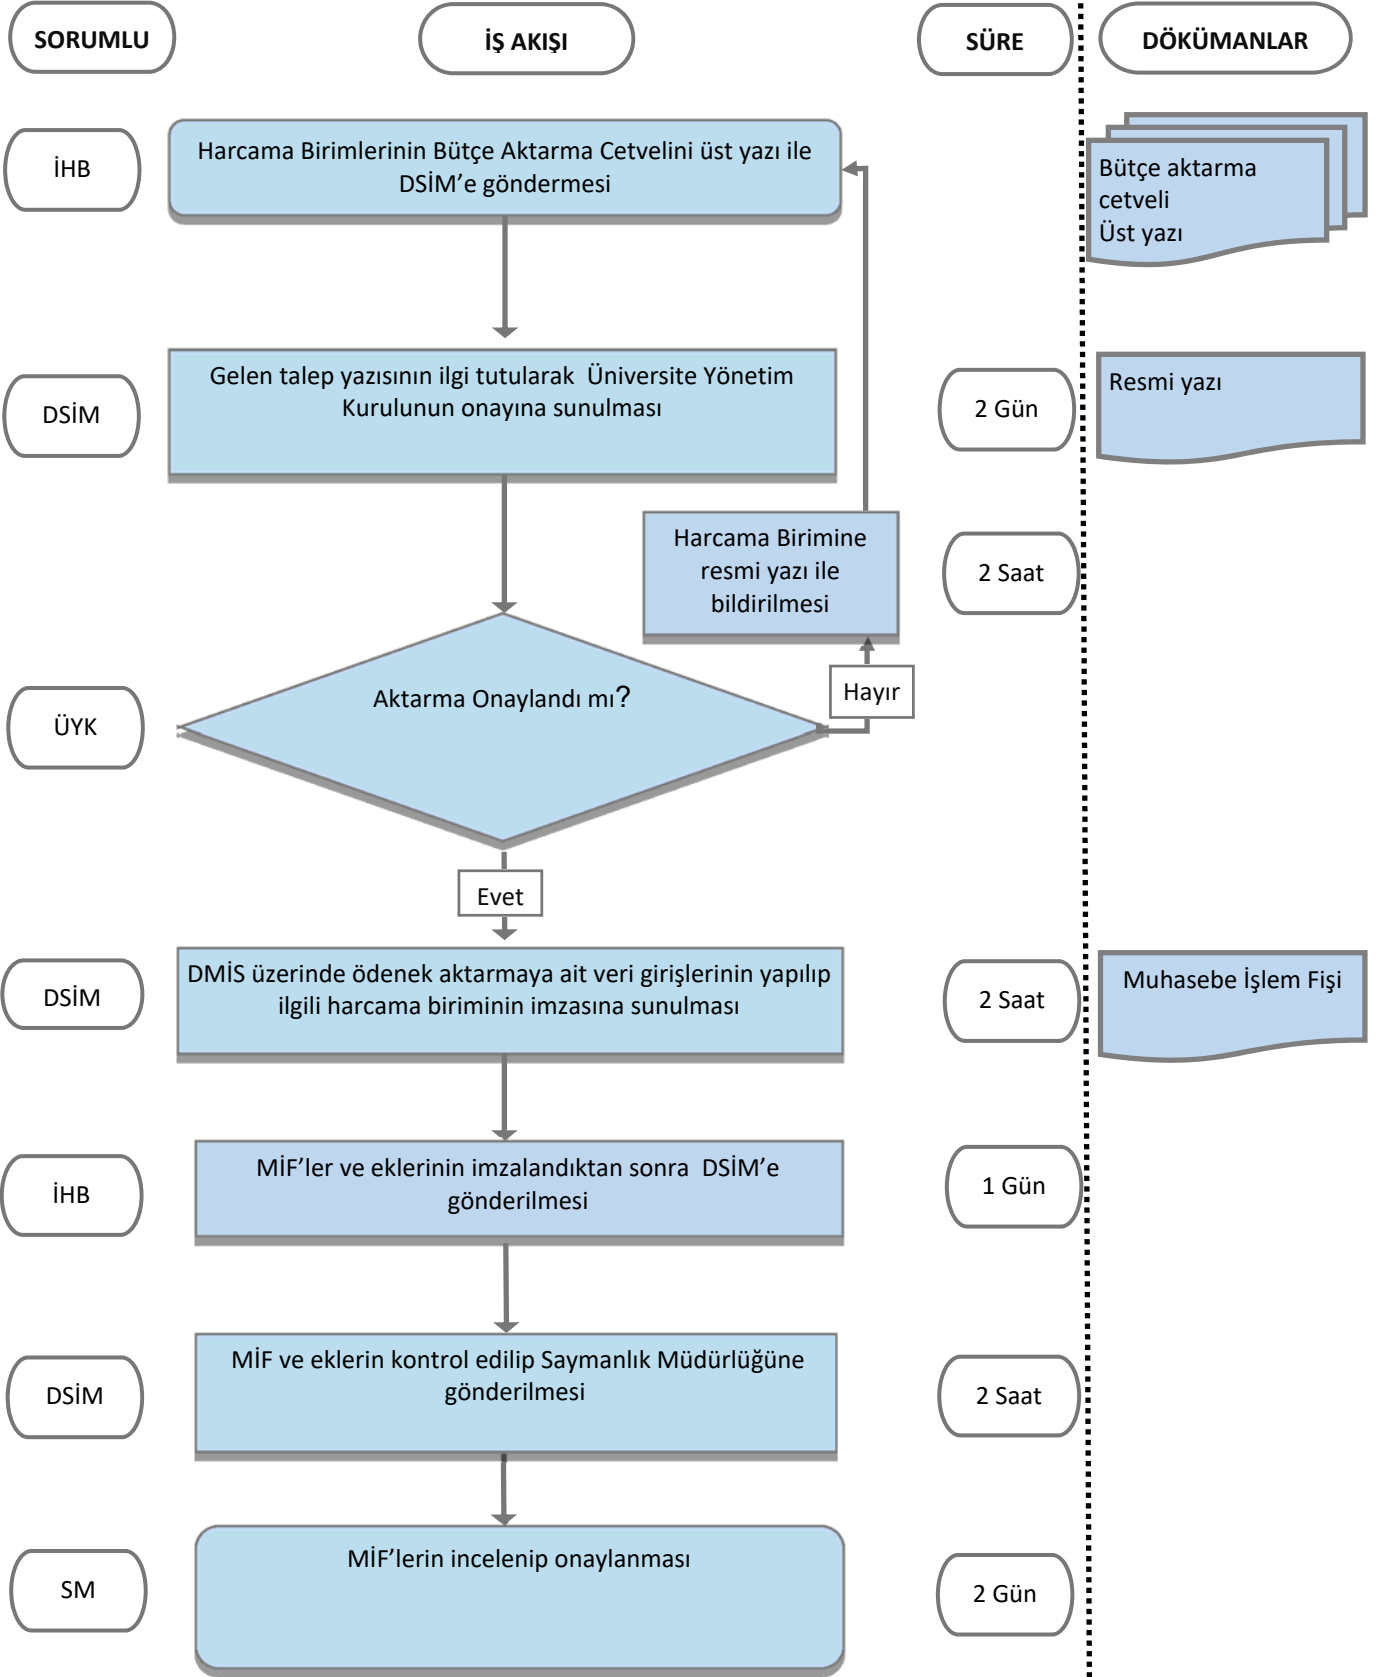 SORUMLU
İŞ AKIŞI
SÜRE
DÖKÜMANLAR
İHB
Harcama Birimlerinin Bütçe Aktarma Cetvelini üst yazı ile
DSİM’e göndermesi
Bütçe aktarma
cetveli
Üst yazı
DSİM
Gelen talep yazısının ilgi tutularak Üniversite Yönetim
Kurulunun onayına sunulması
2 Gün
Resmi yazı
Harcama Birimine
resmi yazı ile
bildirilmesi
2 Saat
ÜYK
Aktarma Onaylandı mı?
Hayır
Evet
DSİM
DMİS üzerinde ödenek aktarmaya ait veri girişlerinin yapılıp
ilgili harcama biriminin imzasına sunulması
2 Saat
Muhasebe İşlem Fişi
İHB
MİF’ler ve eklerinin imzalandıktan sonra DSİM’e
gönderilmesi
1 Gün
DSİM
MİF ve eklerin kontrol edilip Saymanlık Müdürlüğüne
gönderilmesi
2 Saat
SM
MİF’lerin incelenip onaylanması
2 Gün